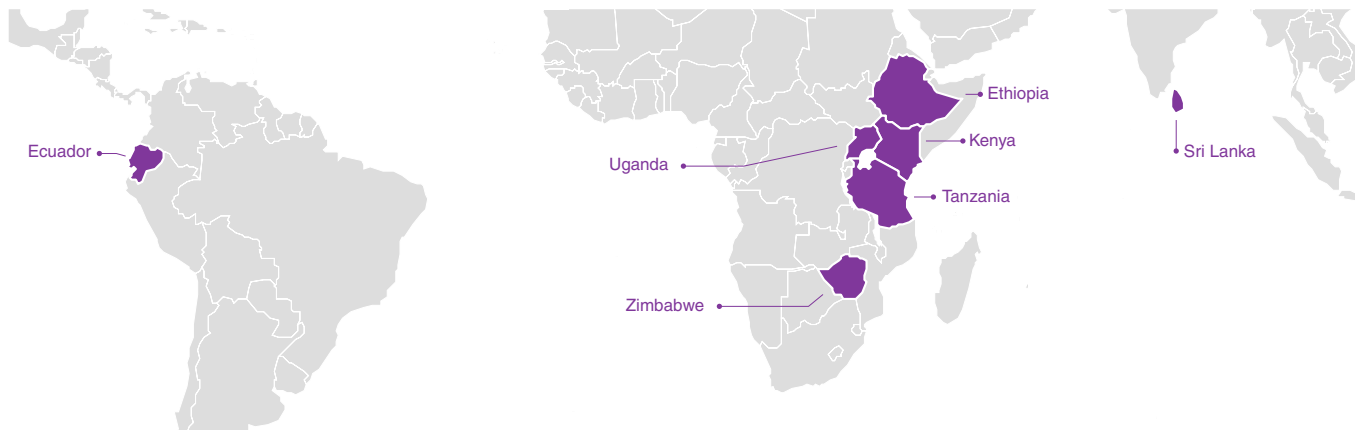 Ecuador
Ethiopia
Kenya
Uganda
Tanzania
Zimbabwe
Sri Lanka